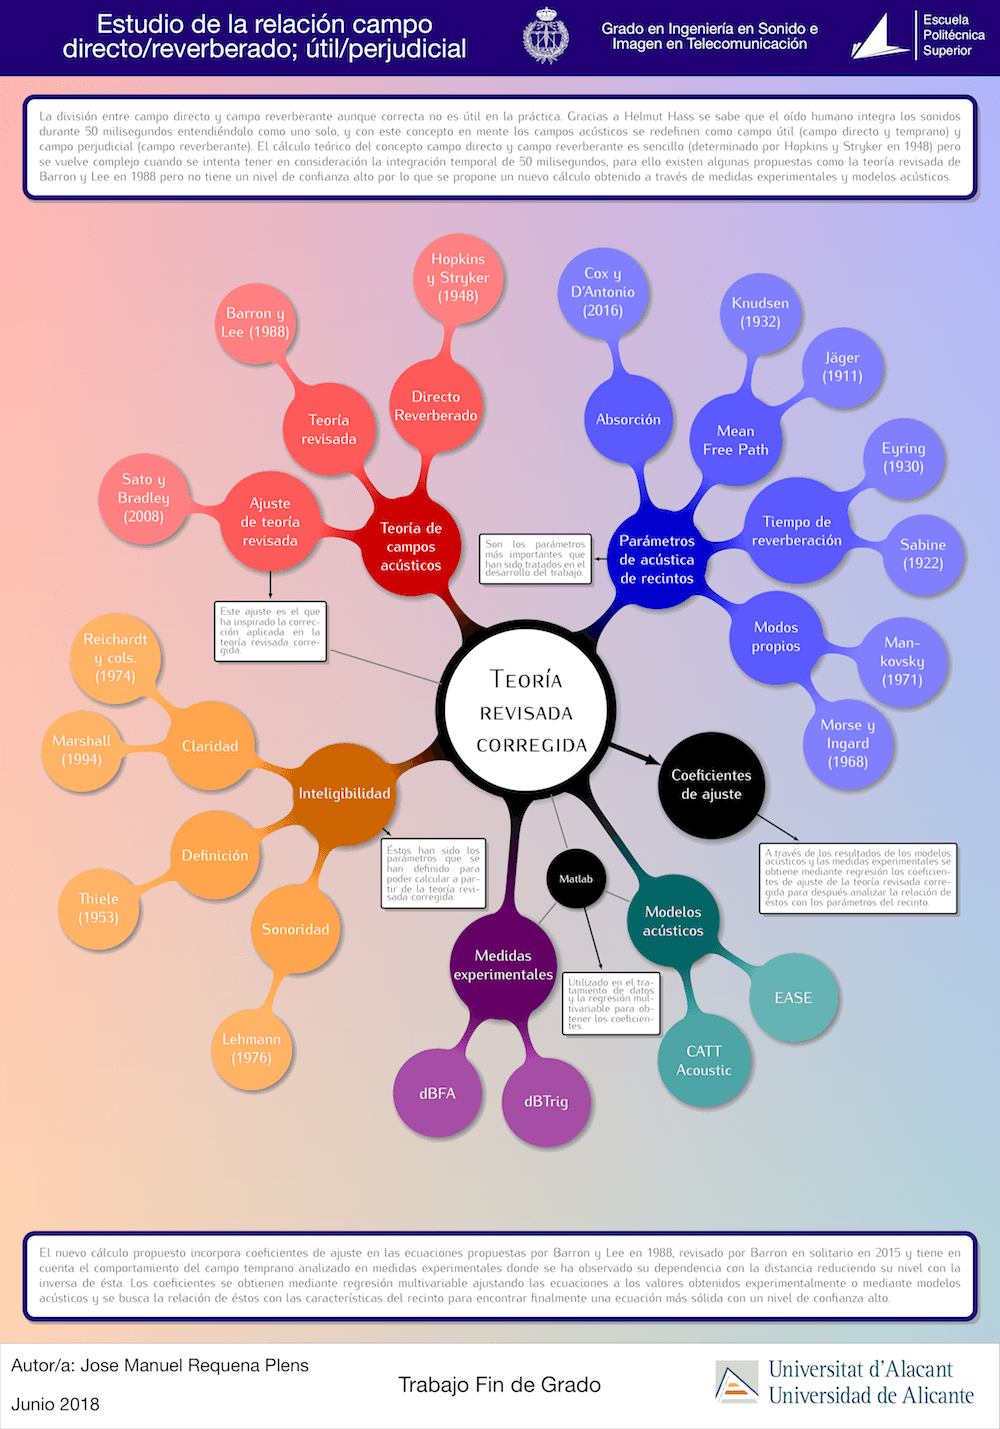 Estudio de la relación campo
directo/reverberado; útil/perjudicial
Grado en Ingeniería en Sonido e
Imagen en Telecomunicación
Escuela
Politécnica
Superior
La división entre campo directo y campo reverberante aunque correcta no es útil en la práctica. Gracias a Helmut Hass se sabe que el oído humano integra los sonidos
durante 50 milisegundos entendiéndolo como uno solo, y con este concepto en mente los campos acústicos se redefinen como campo útil (campo directo y temprano) y
campo perjudicial (campo reverberante). El cálculo teórico del concepto campo directo y campo reverberante es sencillo (determinado por Hopkins y Stryker en 1948) pero
se vuelve complejo cuando se intenta tener en consideración la integración temporal de 50 milisegundos, para ello existen algunas propuestas como la teoría revisada de
Barron y Lee en 1988 pero no tiene un nivel de confianza alto por lo que se propone un nuevo cálculo obtenido a través de medidas experimentales y modelos acústicos.
Hopkins
y Stryker
(1948)
Barron y
Lee (1988)
Directo
Reverberado
Teoría
revisada
Sato y
Bradley
(2008)
Ajuste
de teoría
revisada
Teoría de
campos
acústicos
Este ajuste es el que
ha inspirado la correc-
ción aplicada en la
teoría revisada corre-
gida.
Cox y
D'Antonio
(2016)
Knudsen
(1932)
Jäger
(1911)
Absorción
Mean
Free Path
Eyring
(1930)
Tiempo de
reverberación
Sabine
(1922)
Parámetros
de acústica
de recintos
Son los parámetros
más importantes que
han sido tratados en el
desarrollo del trabajo.
Modos
propios
Man-
kovsky
(1971)
Morse y
Ingard
(1968)
Teoría
revisada
corregida
Reichardt
y cols.
(1974)
Marshall
(1994)
Claridad
Inteligibilidad
Definición
Thiele
(1953)
Sonoridad
Lehmann
(1976)
Éstos han sido los
parámetros que se
han definido para
poder calcular a par-
tir de la teoría revi-
sada corregida.
Coeficientes
de ajuste
A través de los resultados de los modelos
acústicos y las medidas experimentales se
obtiene mediante regresión los coeficien-
tes de ajuste de la teoría revisada corre-
gida para después analizar la relación de
éstos con los parámetros del recinto.
Matlab
Modelos
acústicos
Medidas
experimentales
Utilizado en el tra-
tamiento de datos
y la regresión mul-
tivariable para ob-
tener los coeficien-
tes.
EASE
CATT
Acoustic
dBFA
dBTrig
El nuevo cálculo propuesto incorpora coeficientes de ajuste en las ecuaciones propuestas por Barron y Lee en 1988, revisado por Barron en solitario en 2015 y tiene en
cuenta el comportamiento del campo temprano analizado en medidas experimentales donde se ha observado su dependencia con la distancia reduciendo su nivel con la
inversa de ésta. Los coeficientes se obtienen mediante regresión multivariable ajustando las ecuaciones a los valores obtenidos experimentalmente o mediante modelos
acústicos y se busca la relación de éstos con las características del recinto para encontrar finalmente una ecuación más sólida con un nivel de confianza alto.
Autor/a: Jose Manuel Requena Plens
Junio 2018
Trabajo Fin de Grado
Universitat d'Alacant
Universidad de Alicante